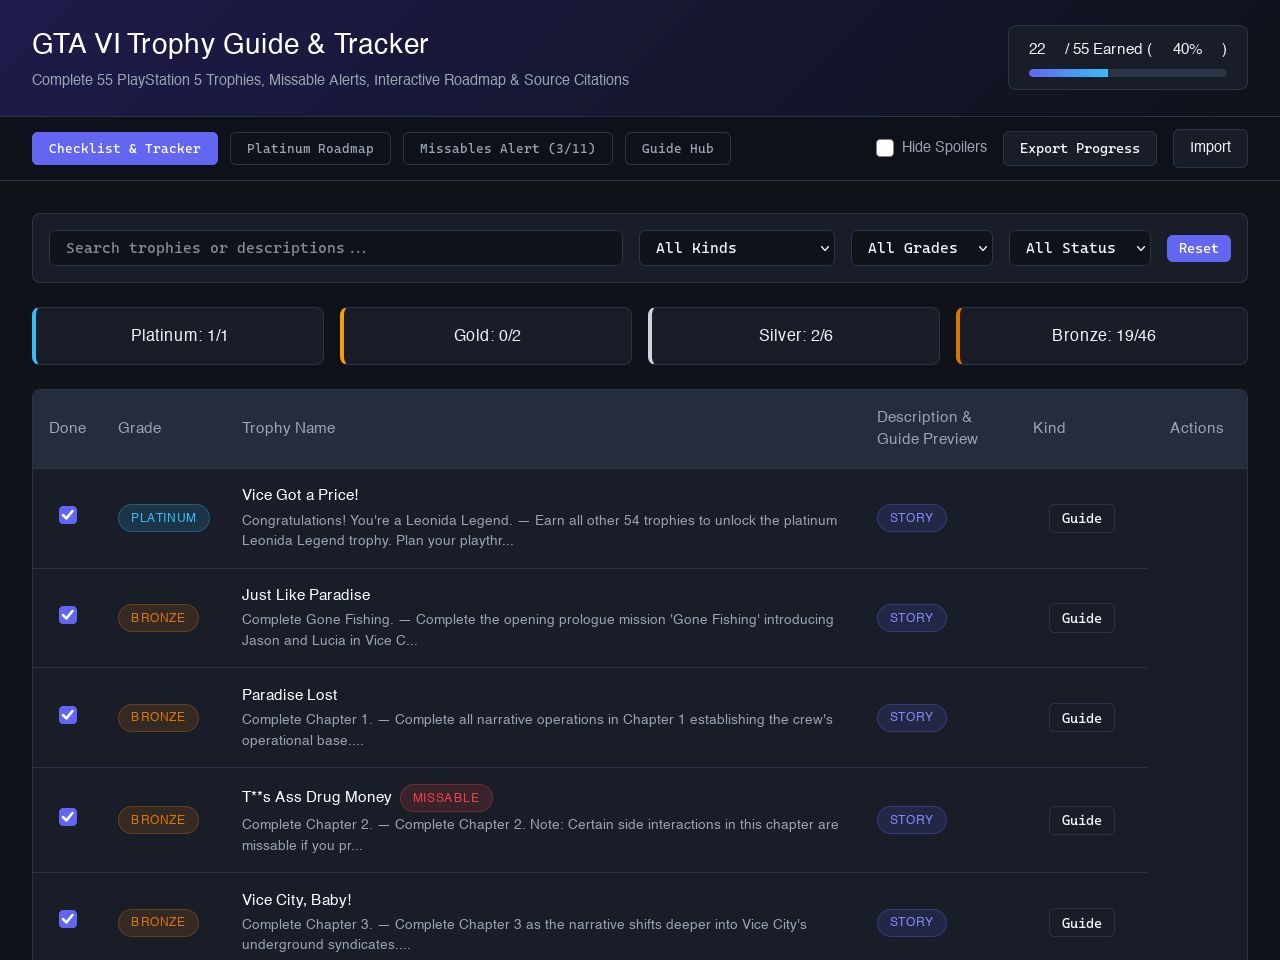 GTA VI Trophy Guide & Tracker
Complete 55 PlayStation 5 Trophies, Missable Alerts, Interactive Roadmap & Source Citations
22 / 55 Earned ( 40% )
Checklist & Tracker
Platinum Roadmap
Missables Alert (3/11)
Guide Hub
Hide Spoilers
Export Progress
Import
Search trophies or descriptions...
All Kinds
All Grades
All Status
Reset
Platinum: 1/1
Gold: 0/2
Silver: 2/6
Bronze: 19/46
Done
Grade
Trophy Name
Description &
Guide Preview
Kind
Actions
PLATINUM
Vice Got a Price!
Congratulations! You're a Leonida Legend. — Earn all other 54 trophies to unlock the platinum
Leonida Legend trophy. Plan your playthr...
STORY
Guide
BRONZE
Just Like Paradise
Complete Gone Fishing. — Complete the opening prologue mission 'Gone Fishing' introducing
Jason and Lucia in Vice C...
STORY
Guide
BRONZE
Paradise Lost
Complete Chapter 1. — Complete all narrative operations in Chapter 1 establishing the crew's
operational base....
STORY
Guide
BRONZE
T**s Ass Drug Money MISSABLE
Complete Chapter 2. — Complete Chapter 2. Note: Certain side interactions in this chapter are
missable if you pr...
STORY
Guide
BRONZE
Vice City, Baby!
Complete Chapter 3. — Complete Chapter 3 as the narrative shifts deeper into Vice City's
underground syndicates....
STORY
Guide